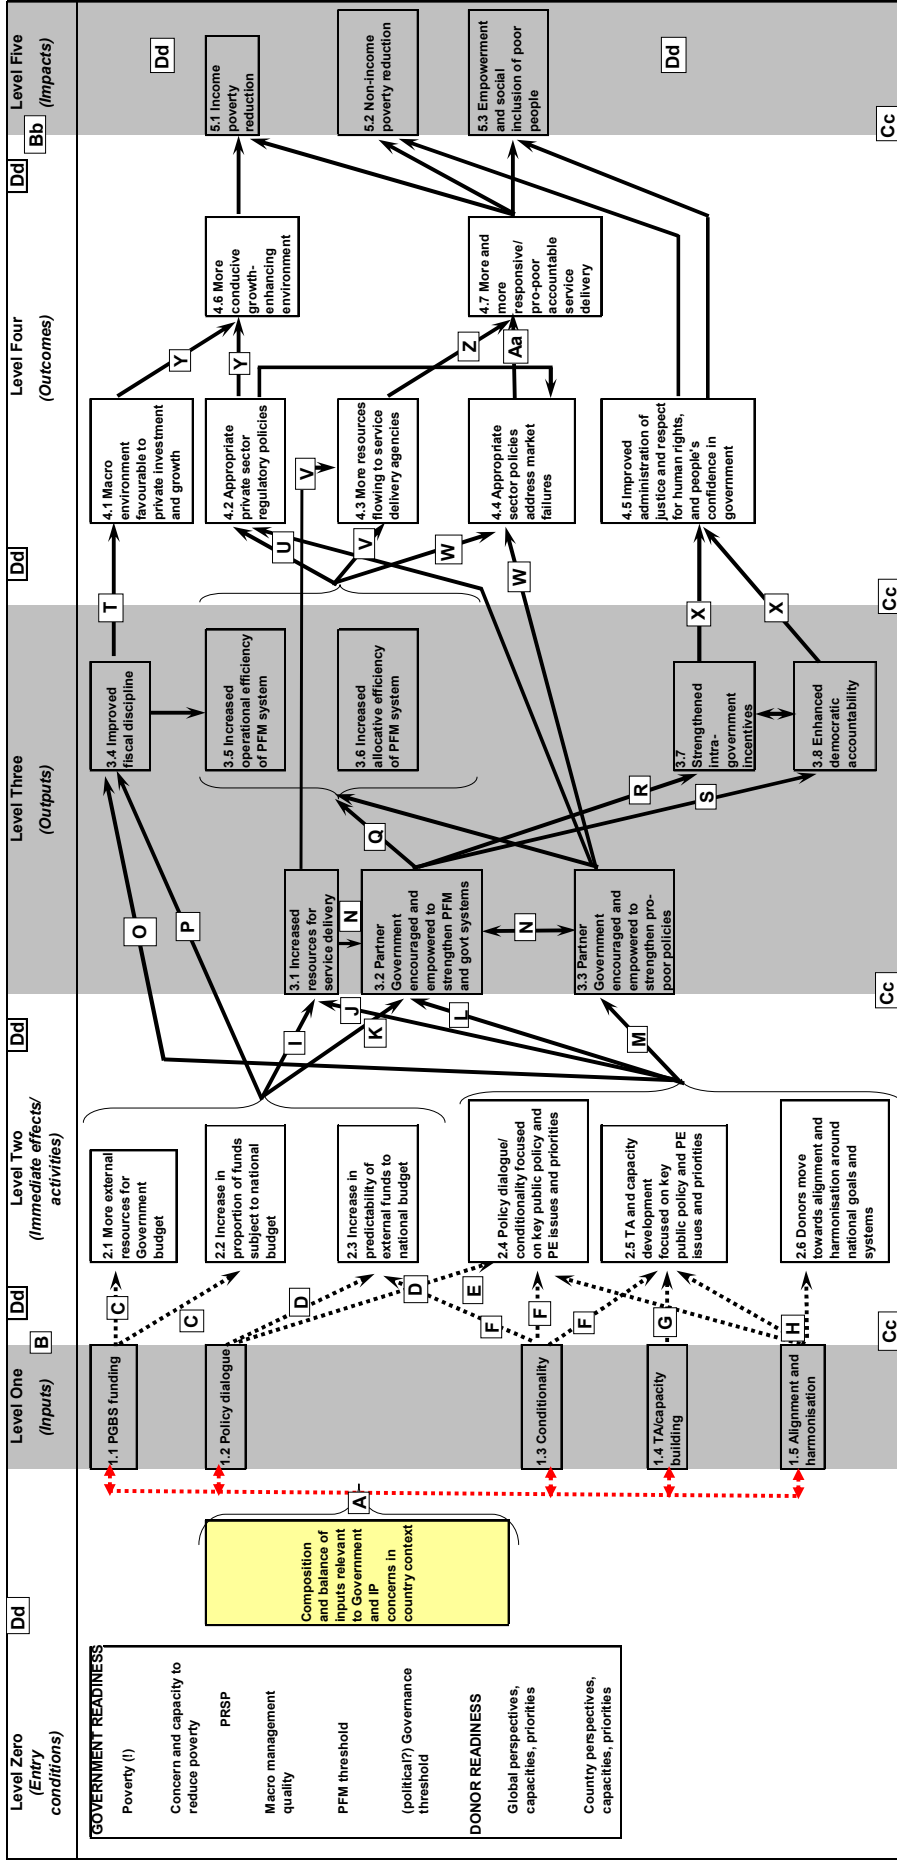 Level Zero
(Entry
conditions)
Dd
Level One
(Inputs)
B
Dd
Level Two
(Immediate effects/
activities)
Dd
Level Three
(Outputs)
Dd
Level Four
(Outcomes)
Dd
Bb
Level Five
(Impacts)
GOVERNMENT READINESS
Poverty (!)
Concern and capacity to
reduce poverty
PRSP
Macro management
quality
PFM threshold
(political?) Governance
threshold
DONOR READINESS
Global perspectives,
capacities, priorities
Country perspectives,
capacities, priorities
Composition
and balance of
inputs relevant
to Government
and IP
concerns in
country context
A
1.1 PGBS funding
1.2 Policy dialogue
1.3 Conditionality
1.4 TA/capacity
building
1.5 Alignment and
harmonisation
Cc
C
C
D
D
E
F
F
F
G
H
2.1 More external
resources for
Government
budget
2.2 Increase in
proportion of funds
subject to national
budget
2.3 Increase in
predictability of
external funds to
national budget
2.4 Policy dialogue/
conditionality focused
on key public policy and
PE issues and priorities
2.5 TA and capacity
development
focused on key
public policy and PE
issues and priorities
2.6 Donors move
towards alignment and
harmonisation around
national goals and
systems
O
P
I
J
K
L
M
Cc
3.1 Increased
resources for
service delivery
N
3.2 Partner
Government
encouraged and
empowered to
strengthen PFM
and govt systems
N
3.3 Partner
Government
encouraged and
empowered to
strengthen pro-
poor policies
Q
R
S
3.4 Improved
fiscal discipline
3.5 Increased
operational efficiency
of PFM system
3.6 Increased
allocative efficiency
of PFM system
3.7
Strengthened
intra-
government
incentives
3.8 Enhanced
democratic
accountability
T
U
V
V
W
W
X
X
Cc
4.1 Macro
environment
favourable to
private investment
and growth
4.2 Appropriate
private sector
regulatory policies
4.3 More resources
flowing to service
delivery agencies
4.4 Appropriate
sector policies
address market
failures
4.5 Improved
administration of
justice and respect
for human rights,
and people's
confidence in
government
Y
Y
Z
Aa
4.6 More
conducive
growth-
enhancing
environment
4.7 More and
more
responsive/
pro-poor
accountable
service
delivery
Dd
5.1 Income
poverty
reduction
5.2 Non-income
poverty reduction
5.3 Empowerment
and social
inclusion of poor
people
Dd
Cc